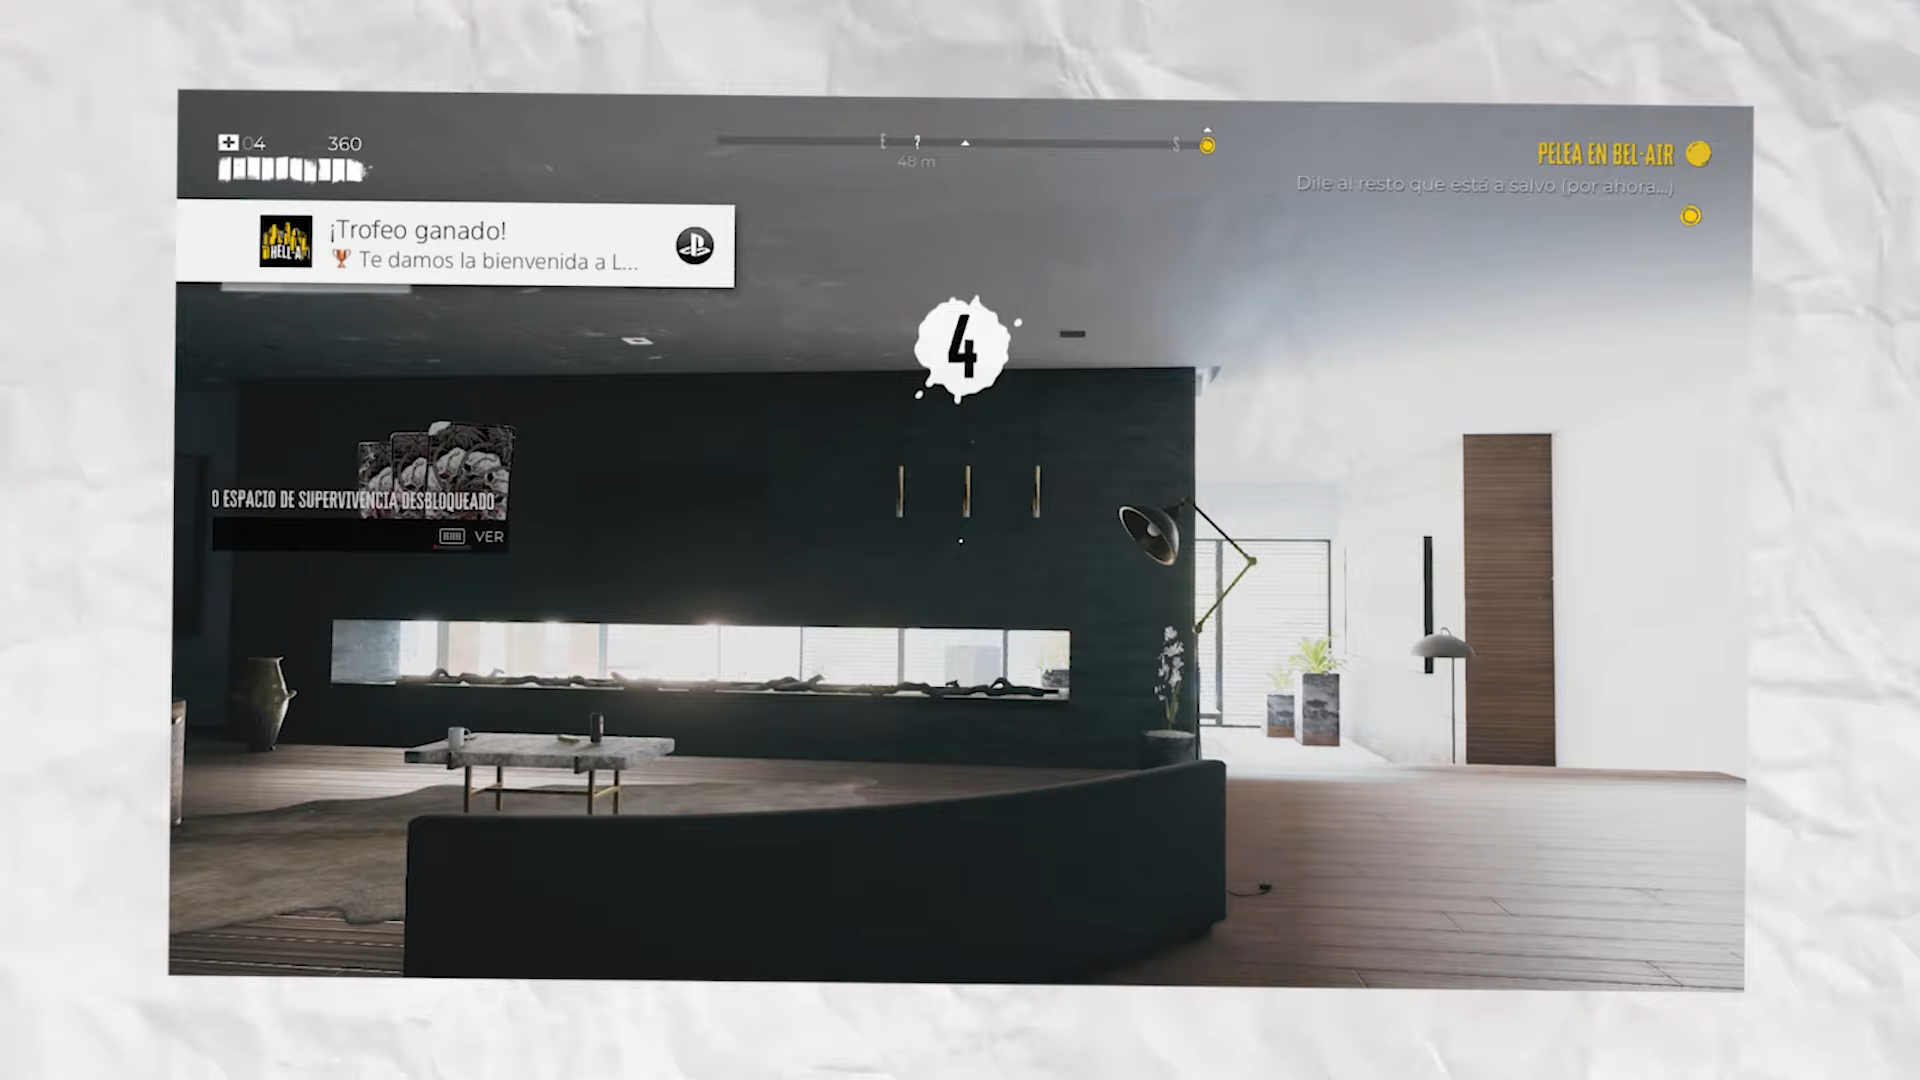 04 360
E ? S
48 m
PELEA EN BEL-AIR
Dile al resto que está a salvo (por ahora...)
HELL-A
¡Trofeo ganado!
Te damos la bienvenida a L...
4
O ESPACIO DE SUPERVIVENCIA DESBLOQUEADO
VER